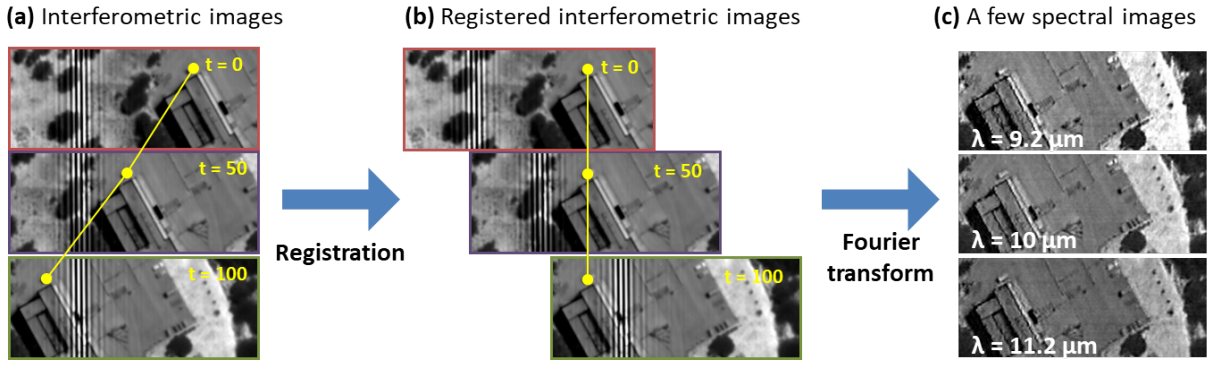 (a) Interferometric images
t = 0
t = 50
t = 100
Registration
(b) Registered interferometric images
t = 0
t = 50
t = 100
Fourier
transform
(c) A few spectral images
λ = 9.2 µm
λ = 10 µm
λ = 11.2 µm